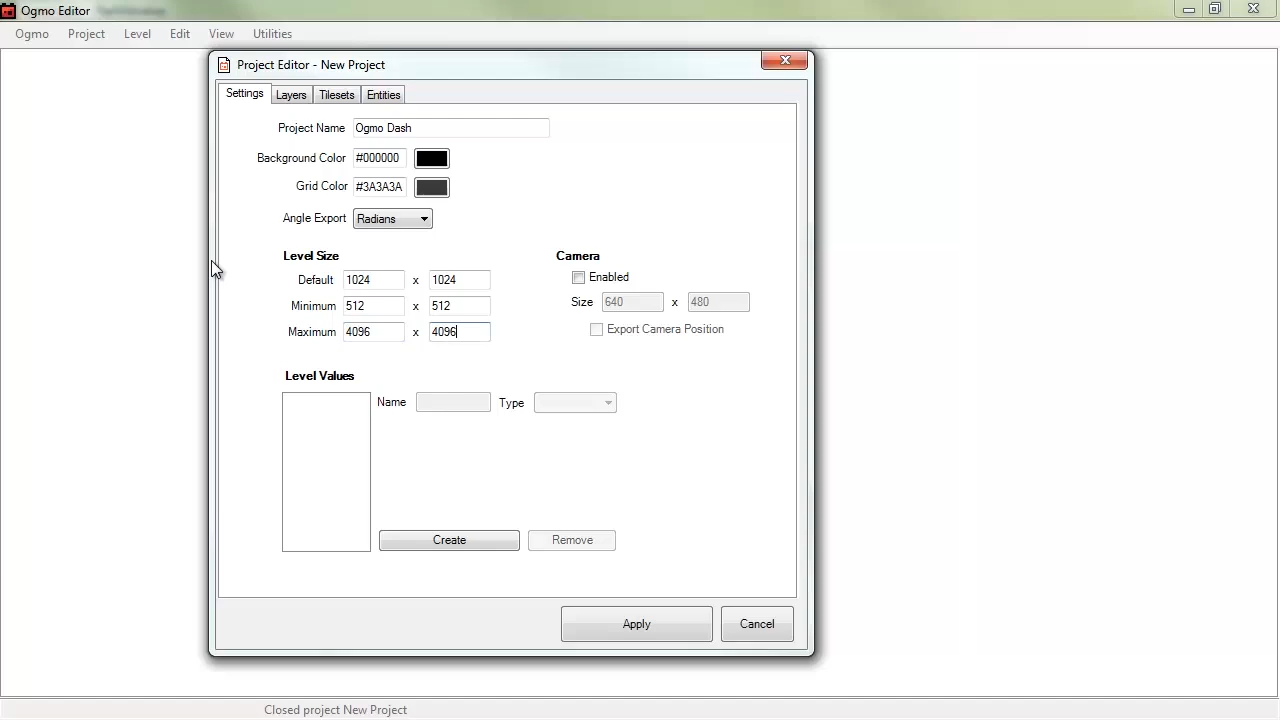 Ogmo Editor
Ogmo Project Level Edit View Utilities
Project Editor - New Project
Settings Layers Tilesets Entities
Project Name Ogmo Dash
Background Color #000000
Grid Color #3A3A3A
Angle Export Radians
Level Size Camera
Default 1024 x 1024 Enabled
Minimum 512 x 512 Size 640 x 480
Maximum 4096 x 4096 Export Camera Position
Level Values
Name Type
Create Remove
Apply Cancel
Closed project New Project